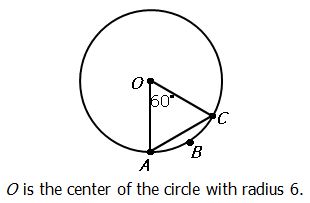 O
60°
C
B
A
O is the center of the circle with radius 6.